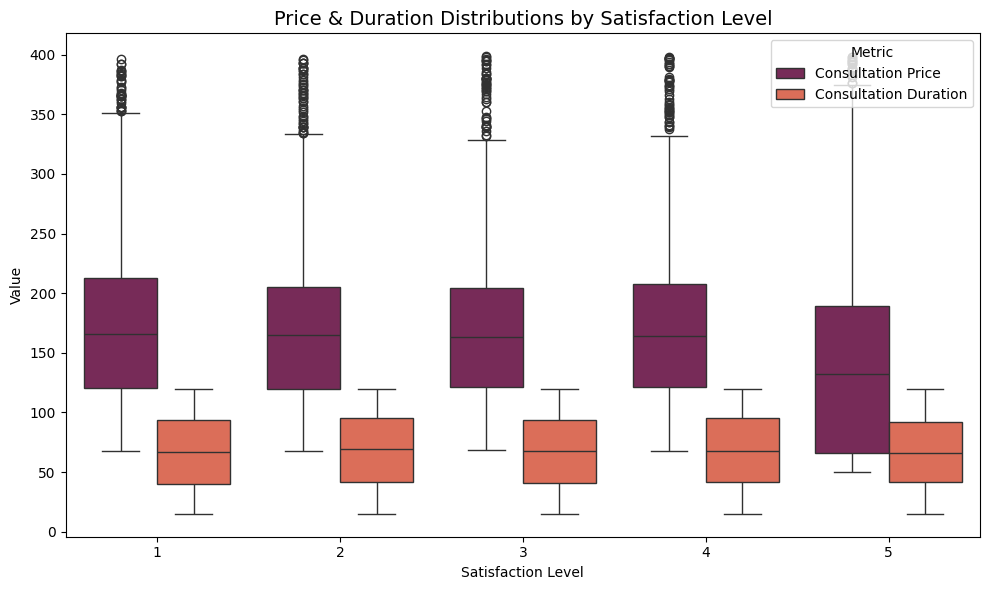 Price & Duration Distributions by Satisfaction Level
Metric
Consultation Price
Consultation Duration
Value
400
350
300
250
200
150
100
50
0
1 2 3 4 5
Satisfaction Level